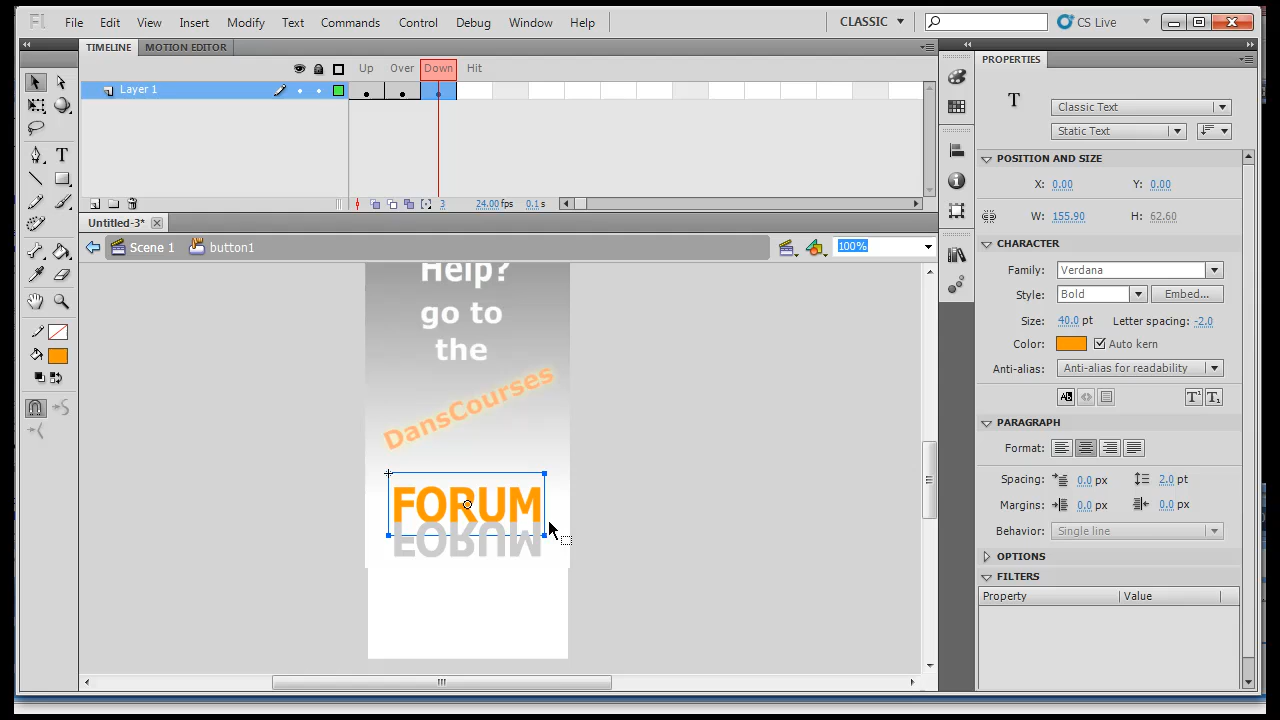 Fl File Edit View Insert Modify Text Commands Control Debug Window Help CLASSIC CS Live
TIMELINE MOTION EDITOR
Up Over Down Hit
Layer 1
3 24.00 fps 0.1 s
Untitled-3*
Scene 1 button1 100%
Help?
go to
the
DansCourses
FORUM
FORUM
PROPERTIES
T Classic Text
Static Text
POSITION AND SIZE
X: 0.00 Y: 0.00
W: 155.90 H: 62.60
CHARACTER
Family: Verdana
Style: Bold Embed...
Size: 40.0 pt Letter spacing: -2.0
Color: Auto kern
Anti-alias: Anti-alias for readability
PARAGRAPH
Format:
Spacing: 0.0 px 2.0 pt
Margins: 0.0 px 0.0 px
Behavior: Single line
OPTIONS
FILTERS
Property Value